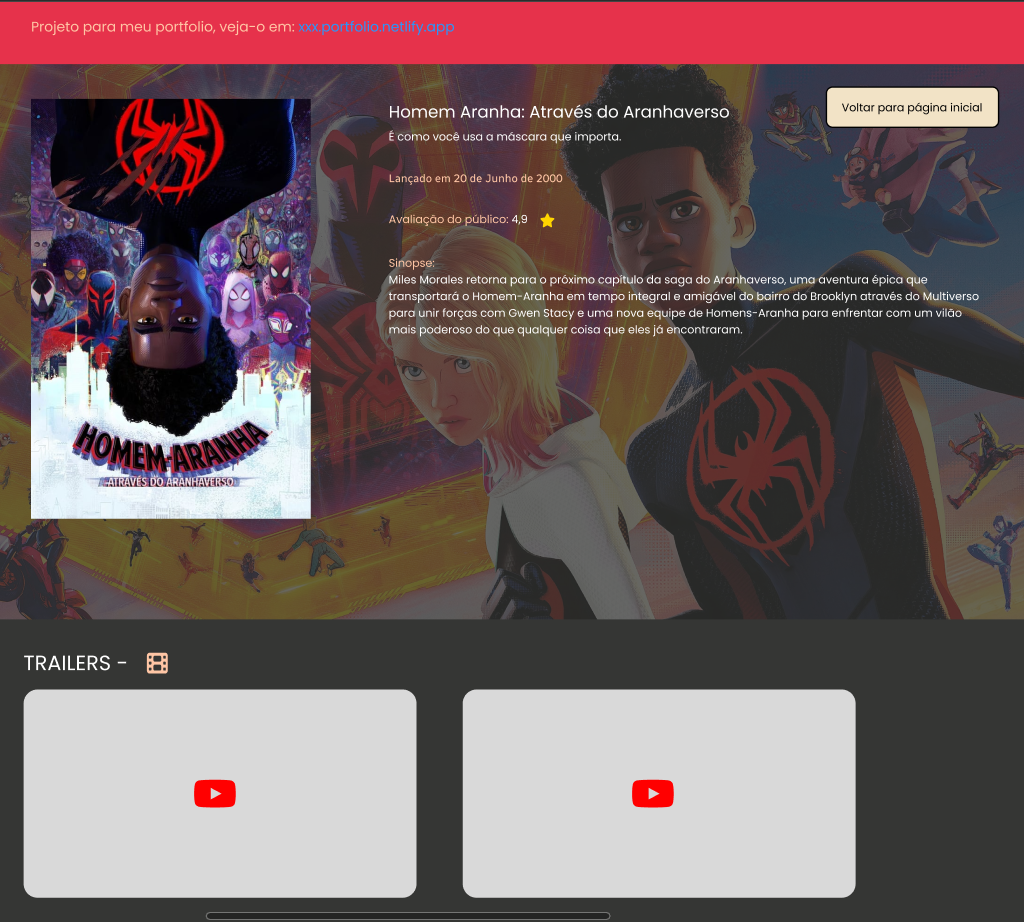 Projeto para meu portfolio, veja-o em: xxx.portfolio.netlify.app
Voltar para página inicial
Homem Aranha: Através do Aranhaverso
É como você usa a máscara que importa.
Lançado em 20 de Junho de 2000
Avaliação do público: 4,9
Sinopse:
Miles Morales retorna para o próximo capítulo da saga do Aranhaverso, uma aventura épica que
transportará o Homem-Aranha em tempo integral e amigável do bairro do Brooklyn através do Multiverso
para unir forças com Gwen Stacy e uma nova equipe de Homens-Aranha para enfrentar com um vilão
mais poderoso do que qualquer coisa que eles já encontraram.
HOMEM-ARANHA
ATRAVÉS DO ARANHAVERSO
TRAILERS -